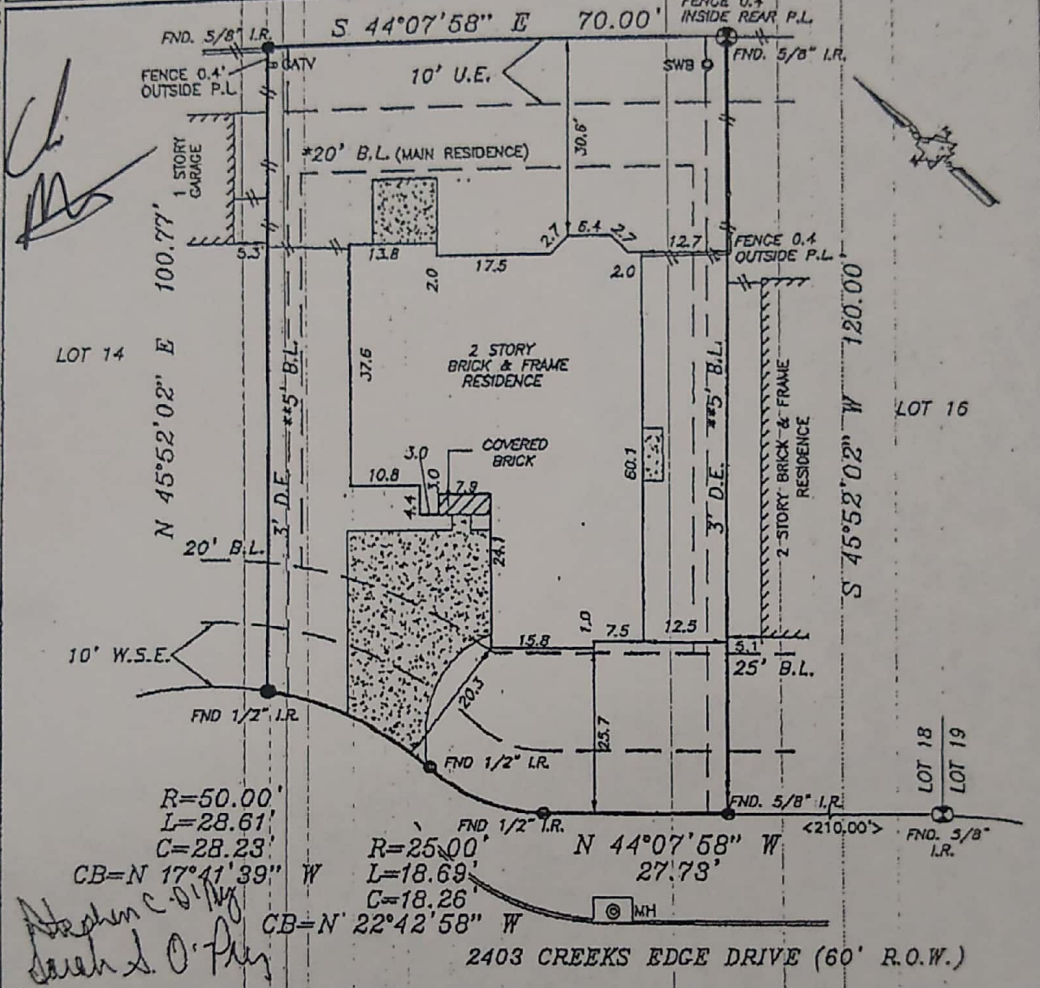 FENCE 0.4'
INSIDE REAR P.L.
S 44°07'58" E 70.00'
FND. 5/8" I.R.
FND. 5/8" I.R.
CATV
SWB
FENCE 0.4'
OUTSIDE P.L.
10' U.E.
30.6'
1 STORY
GARAGE
*20' B.L. (MAIN RESIDENCE)
5.3'
13.8
2.0
17.5
2.7
6.4
2.7
2.0
12.7
FENCE 0.4
OUTSIDE P.L.
N 45°52'02" E 100.77'
S 45°52'02" W 120.00
LOT 14
LOT 16
37.6
2 STORY
BRICK & FRAME
RESIDENCE
3' D.E. **5' B.L.
3' D.E. **5' B.L.
2 STORY BRICK & FRAME
RESIDENCE
COVERED
BRICK
3.0
3.0
7.9
10.8
4.4
60.1
24.1
20' B.L.
10' W.S.E.
15.8
1.0
7.5
12.5
5.1'
25' B.L.
20.3
25.7
FND 1/2" I.R.
FND 1/2" I.R.
FND 1/2" I.R.
FND. 5/8" I.R.
LOT 18
LOT 19
<210.00'>
FND. 5/8"
I.R.
R=50.00'
L=28.61'
C=28.23'
CB=N 17°41'39" W
R=25.00'
L=18.69'
C=18.26'
CB=N 22°42'58" W
N 44°07'58" W
27.73'
MH
Stephen C.
Sarah S.
2403 CREEKS EDGE DRIVE (60' R.O.W.)